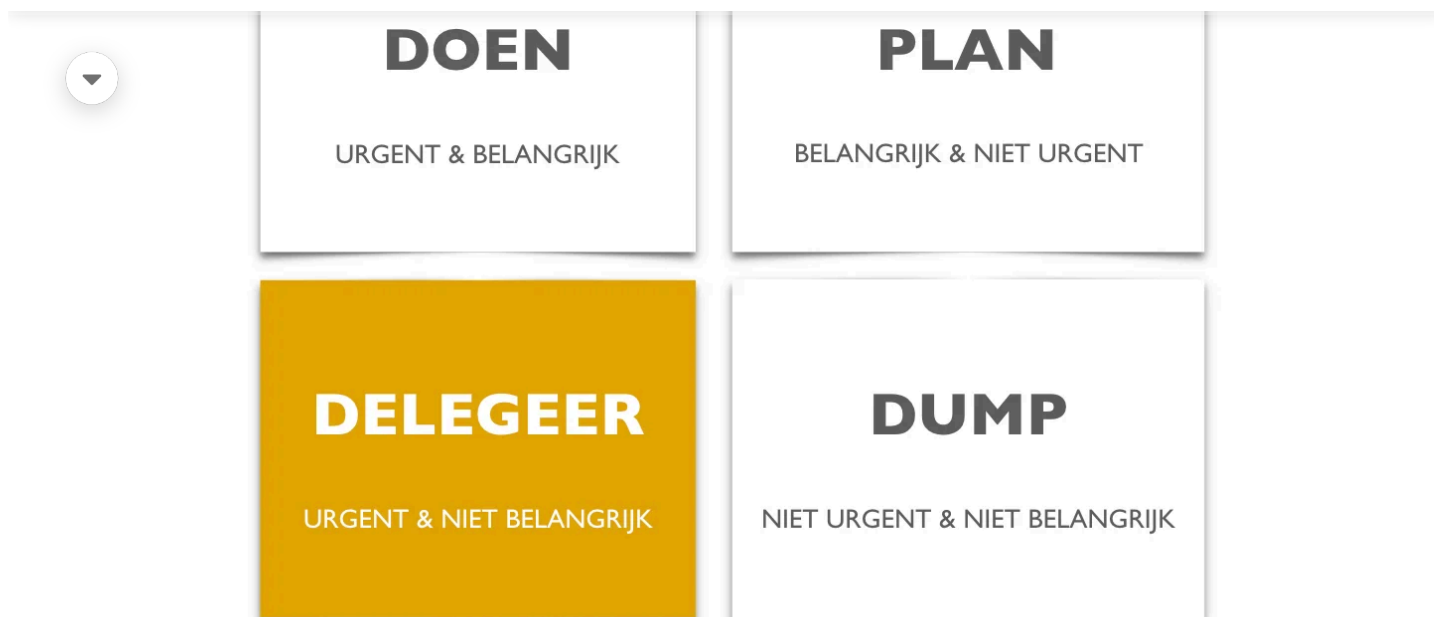 DOEN
URGENT & BELANGRIJK
PLAN
BELANGRIJK & NIET URGENT
DELEGEER
URGENT & NIET BELANGRIJK
DUMP
NIET URGENT & NIET BELANGRIJK